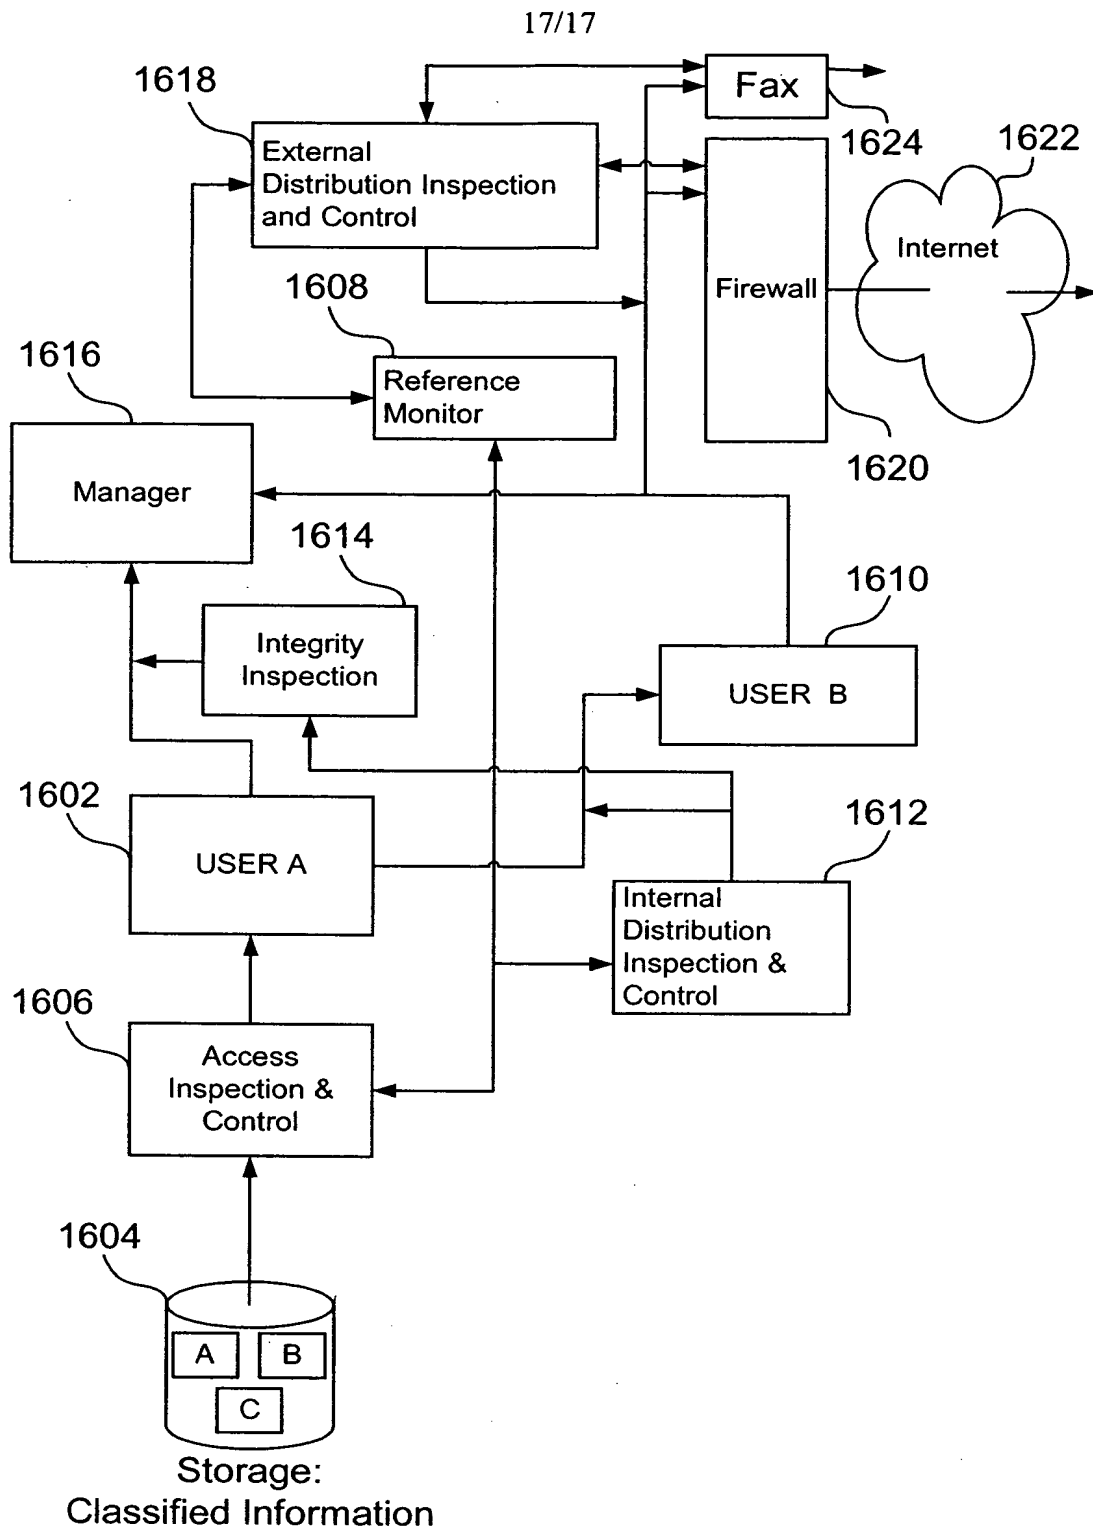 17/17
1618
External
Distribution Inspection
and Control
Fax
1624
1622
Internet
Firewall
1620
1608
Reference
Monitor
1616
Manager
1614
Integrity
Inspection
1610
USER B
1602
USER A
1612
Internal
Distribution
Inspection &
Control
1606
Access
Inspection &
Control
1604
A
B
C
Storage:
Classified Information